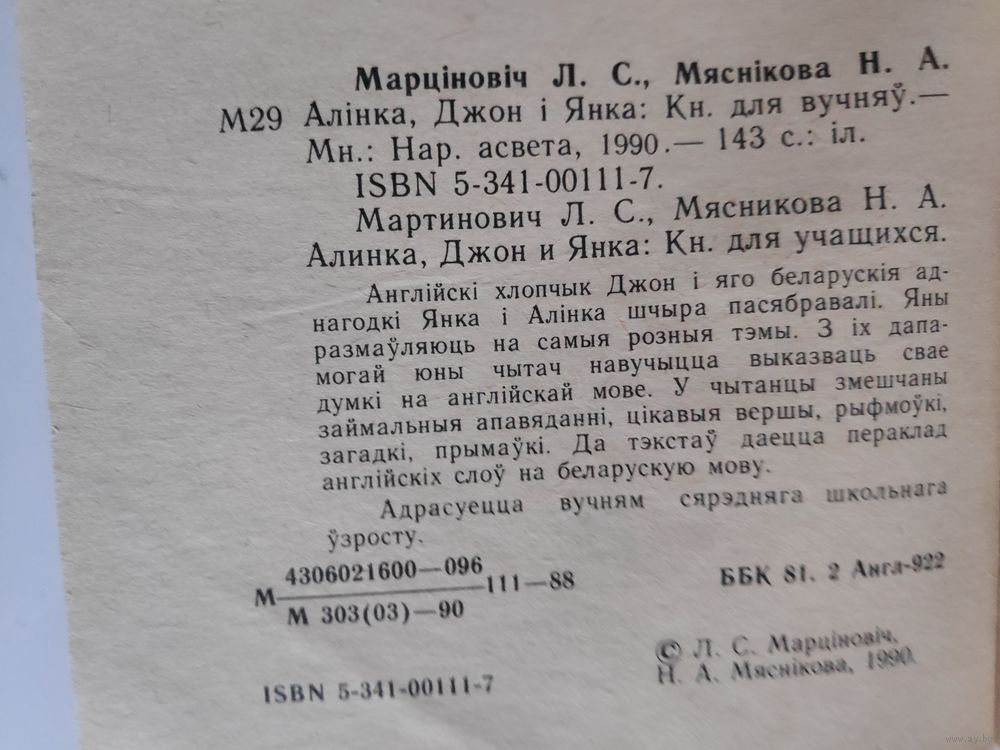 Марціновіч Л. С., Мяснікова Н. А.
М29 Алінка, Джон і Янка: Кн. для вучняў.—
Мн.: Нар. асвета, 1990.— 143 с.: іл.
ISBN 5-341-00111-7.
Мартинович Л. С., Мясникова Н. А.
Алинка, Джон и Янка: Кн. для учащихся.
Англійскі хлопчык Джон і яго беларускія ад-
нагодкі Янка і Алінка шчыра пасябравалі. Яны
размаўляюць на самыя розныя тэмы. З іх дапа-
могай юны чытач навучыцца выказваць свае
думкі на англійскай мове. У чытанцы змешчаны
займальныя апавяданні, цікавыя вершы, рыфмоўкі,
загадкі, прымаўкі. Да тэкстаў даецца пераклад
англійскіх слоў на беларускую мову.
Адрасуецца вучням сярэдняга школьнага
ўзросту.
4306021600—096
М 111—88
М 303(03)—90
ББК 81. 2 Англ-922
© Л. С. Марціновіч,
Н. А. Мяснікова, 1990.
ISBN 5-341-00111-7
www.ay.by